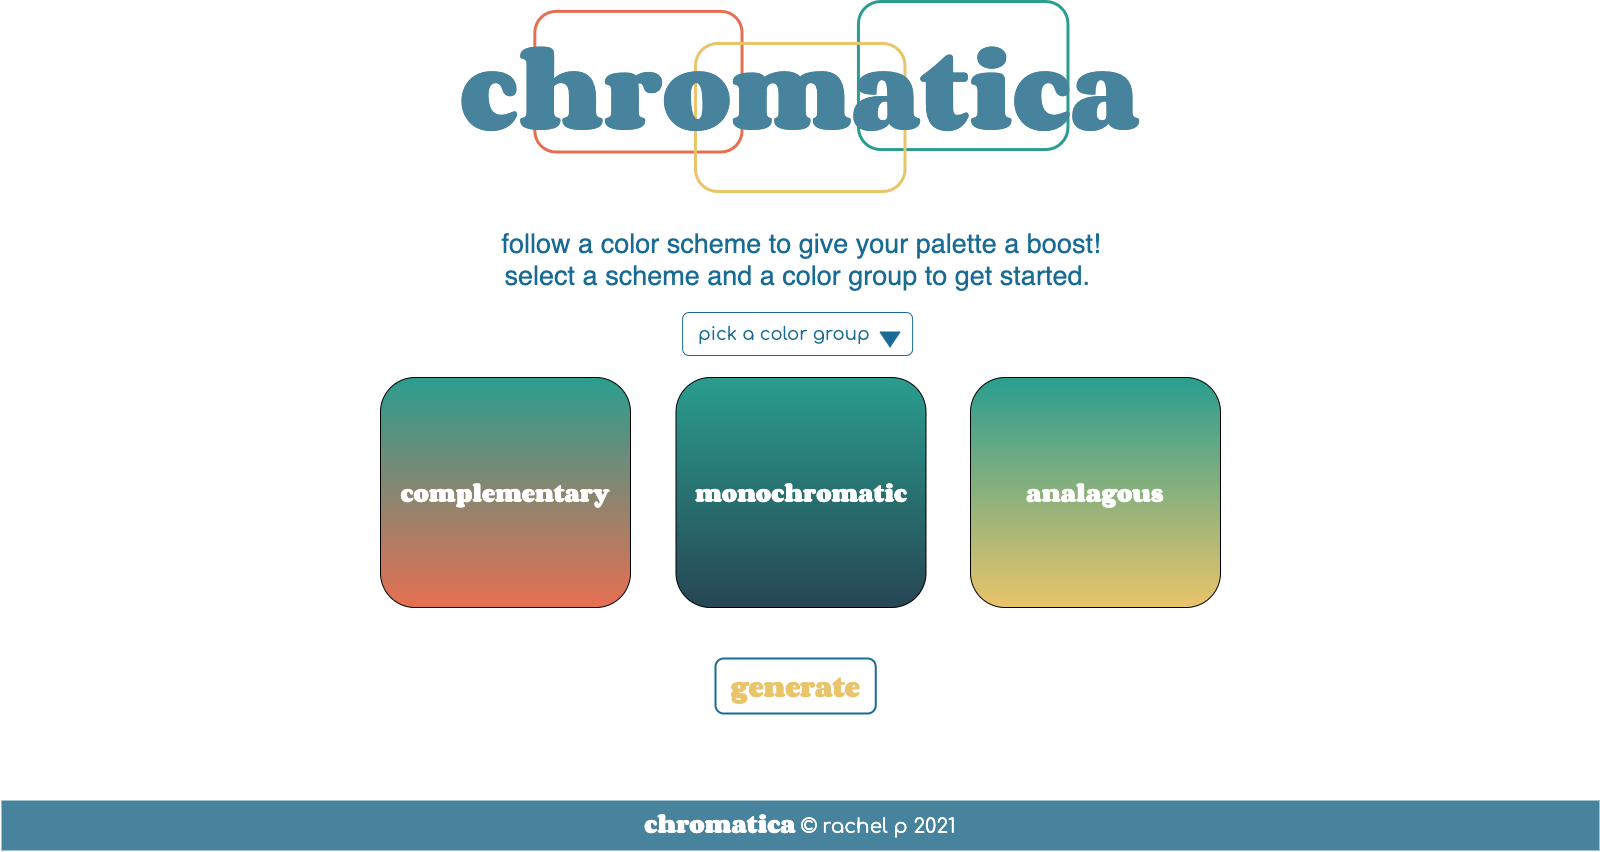 chromatica
follow a color scheme to give your palette a boost!
select a scheme and a color group to get started.
pick a color group
complementary
monochromatic
analagous
generate
chromatica © rachel p 2021